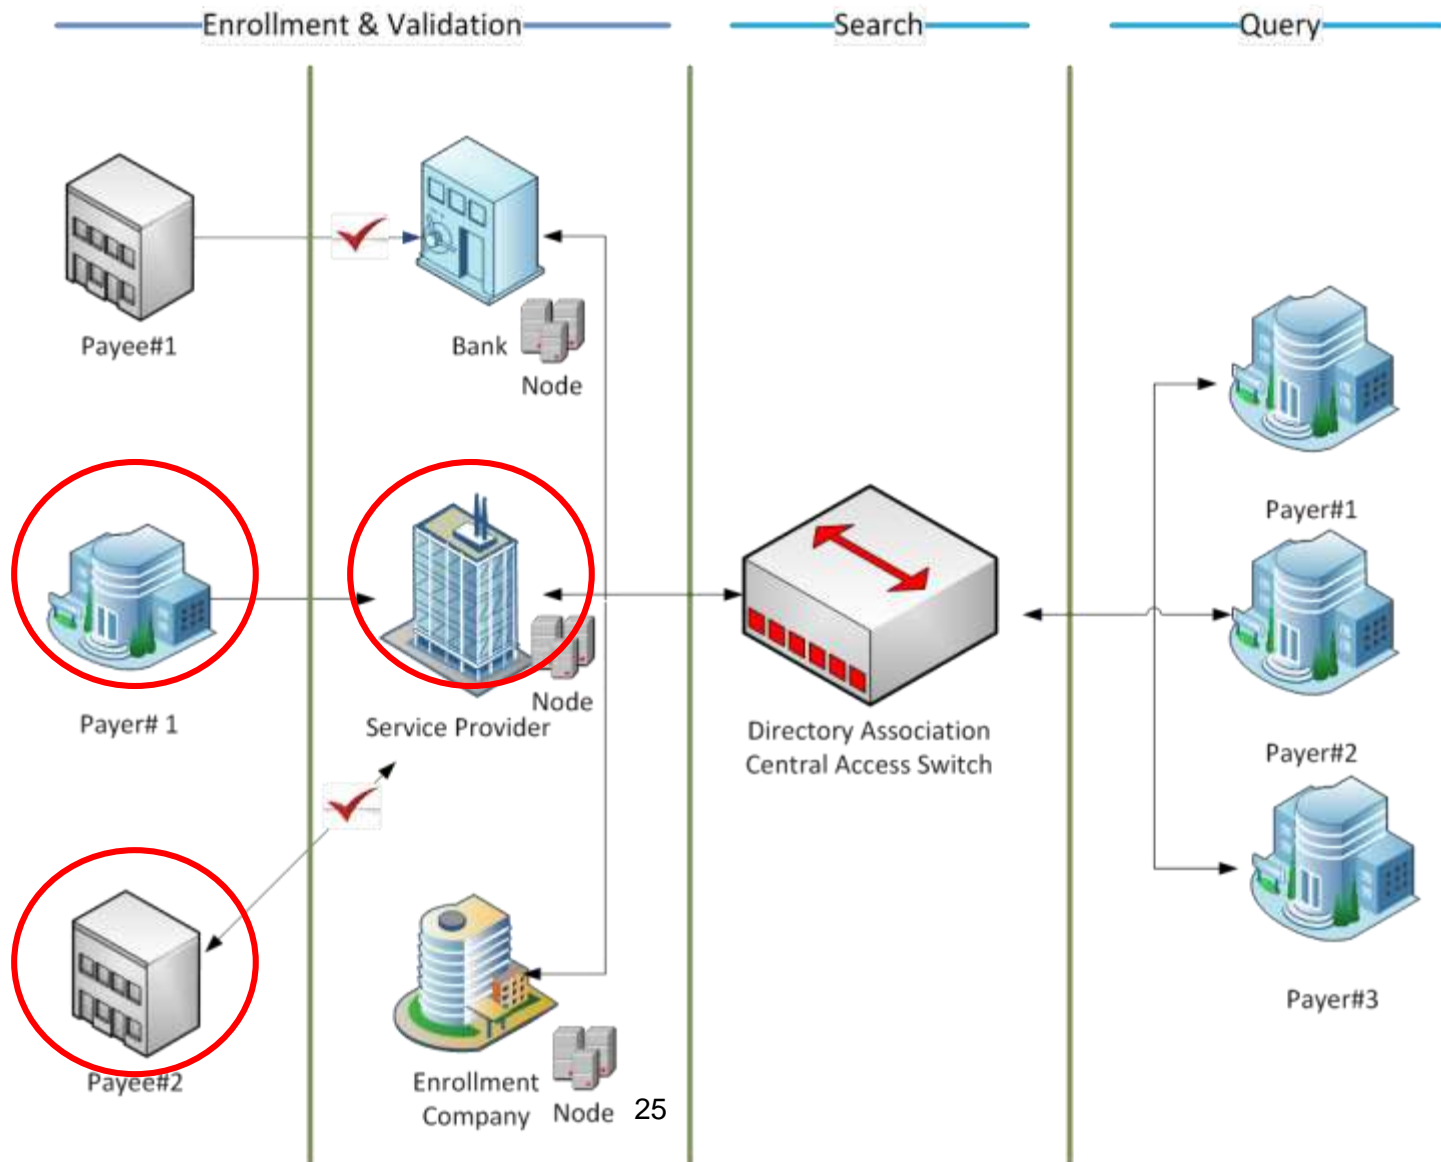 Enrollment & Validation
Search
Query
Payee#1
Bank
Node
Payer#1
Payer# 1
Service Provider
Node
Directory Association
Central Access Switch
Payer#2
Payee#2
Enrollment
Company
Node
25
Payer#3